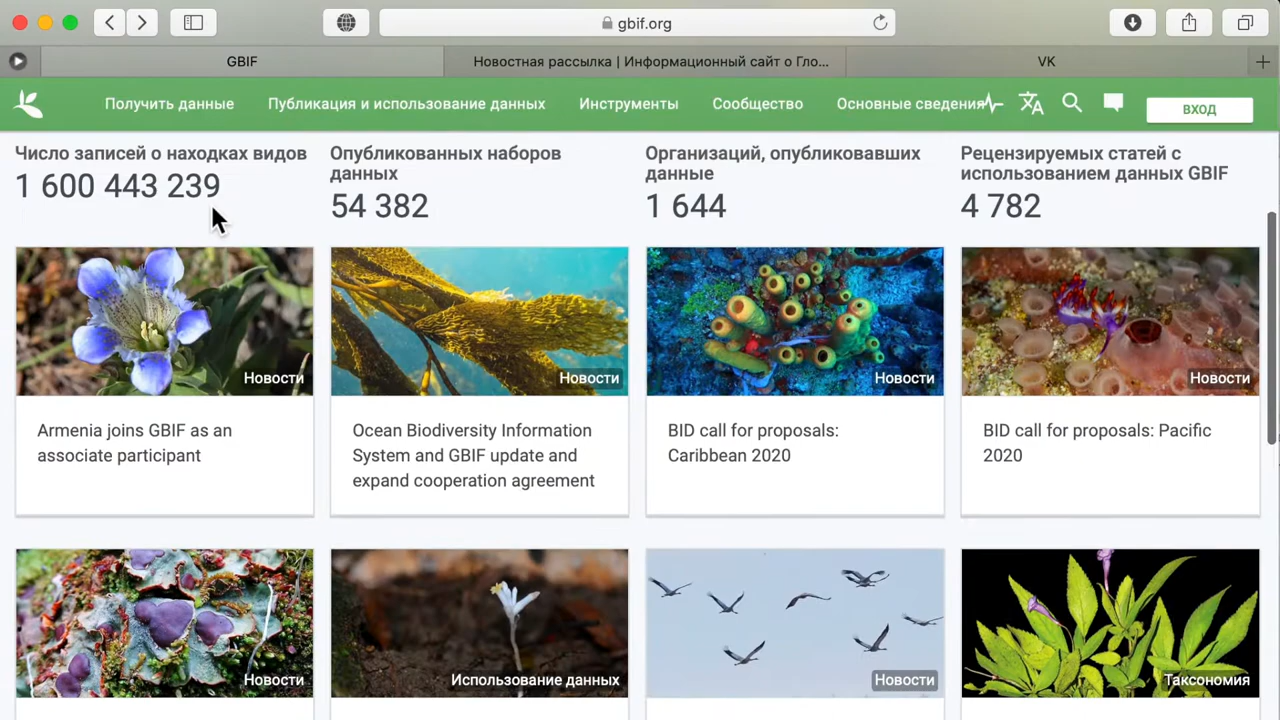 gbif.org
GBIF
Новостная рассылка | Информационный сайт о Гло...
VK
Получить данные
Публикация и использование данных
Инструменты
Сообщество
Основные сведения
ВХОД
Число записей о находках видов
1 600 443 239
Опубликованных наборов
данных
54 382
Организаций, опубликовавших
данные
1 644
Рецензируемых статей с
использованием данных GBIF
4 782
Новости
Новости
Новости
Новости
Armenia joins GBIF as an
associate participant
Ocean Biodiversity Information
System and GBIF update and
expand cooperation agreement
BID call for proposals:
Caribbean 2020
BID call for proposals: Pacific
2020
Новости
Использование данных
Новости
Таксономия